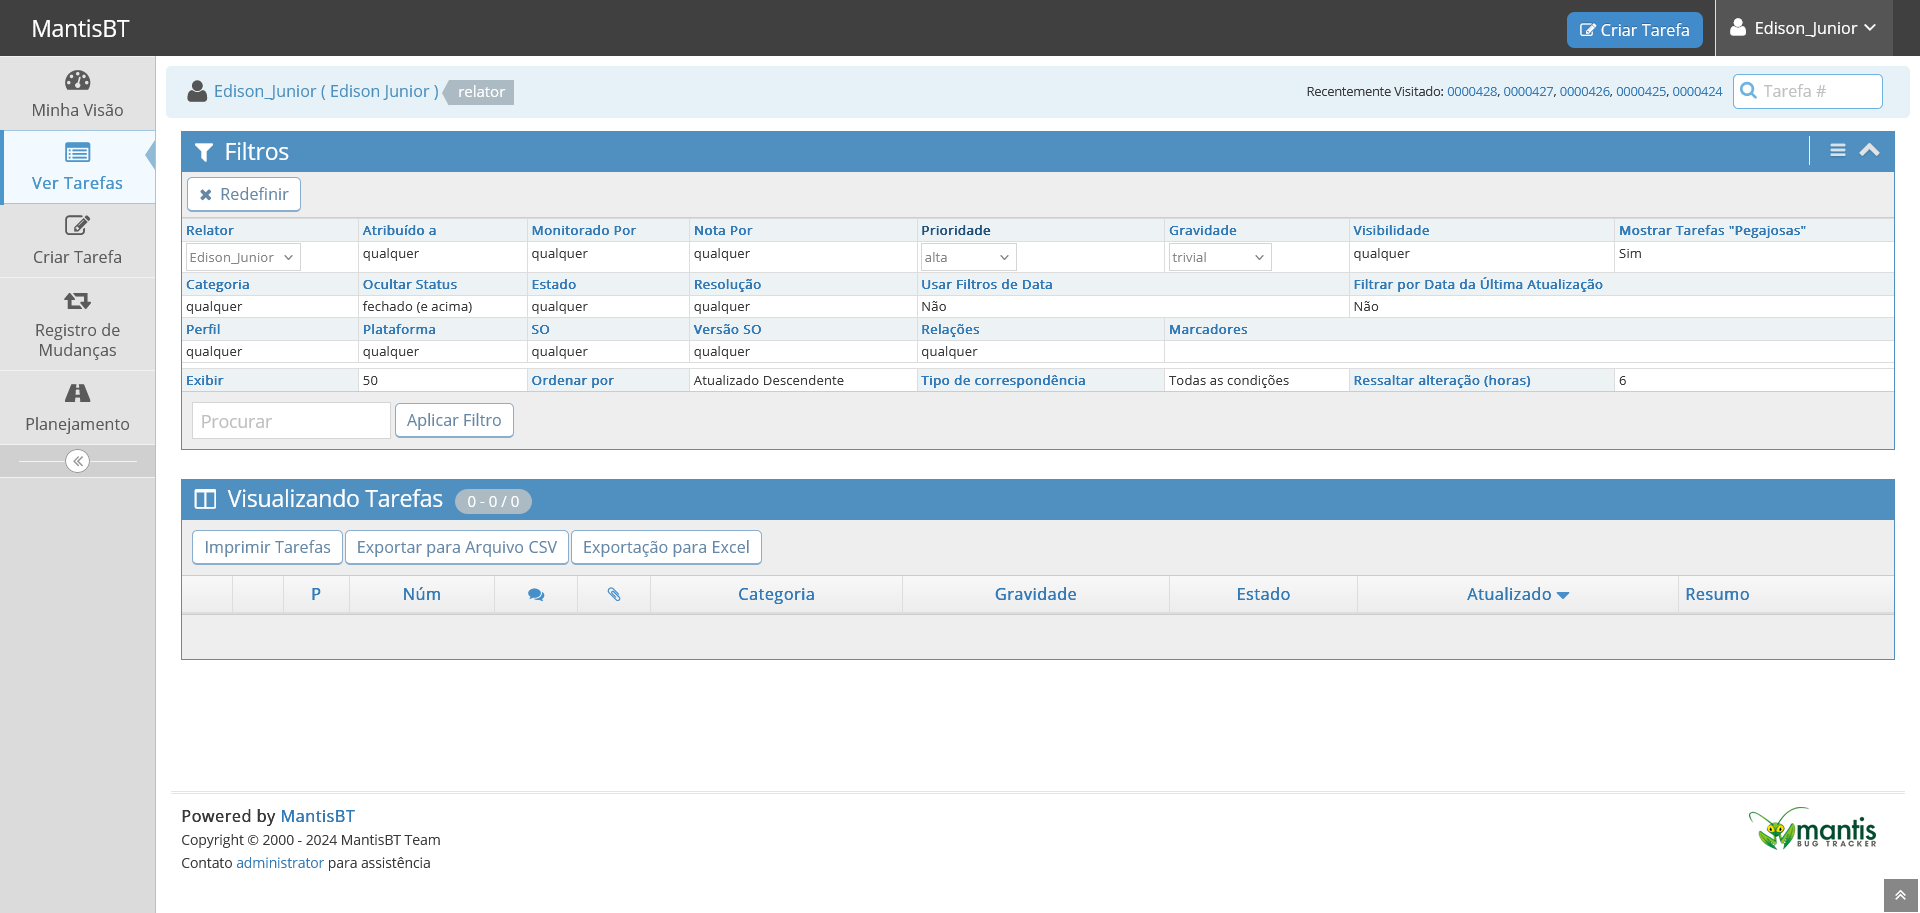 MantisBT
Criar Tarefa
Edison_Junior
Minha Visão
Ver Tarefas
Criar Tarefa
Registro de
Mudanças
Planejamento
Edison_Junior ( Edison Junior ) relator
Recentemente Visitado: 0000428, 0000427, 0000426, 0000425, 0000424
Tarefa #
Filtros
Redefinir
Relator Atribuído a Monitorado Por Nota Por Prioridade Gravidade Visibilidade Mostrar Tarefas "Pegajosas"
Edison_Junior qualquer qualquer qualquer alta trivial qualquer Sim
Categoria Ocultar Status Estado Resolução Usar Filtros de Data Filtrar por Data da Última Atualização
qualquer fechado (e acima) qualquer qualquer Não Não
Perfil Plataforma SO Versão SO Relações Marcadores
qualquer qualquer qualquer qualquer qualquer
Exibir 50 Ordenar por Atualizado Descendente Tipo de correspondência Todas as condições Ressaltar alteração (horas) 6
Procurar Aplicar Filtro
Visualizando Tarefas 0 - 0 / 0
Imprimir Tarefas Exportar para Arquivo CSV Exportação para Excel
P Núm Categoria Gravidade Estado Atualizado Resumo
Powered by MantisBT
Copyright © 2000 - 2024 MantisBT Team
Contato administrator para assistência
mantis
BUG TRACKER